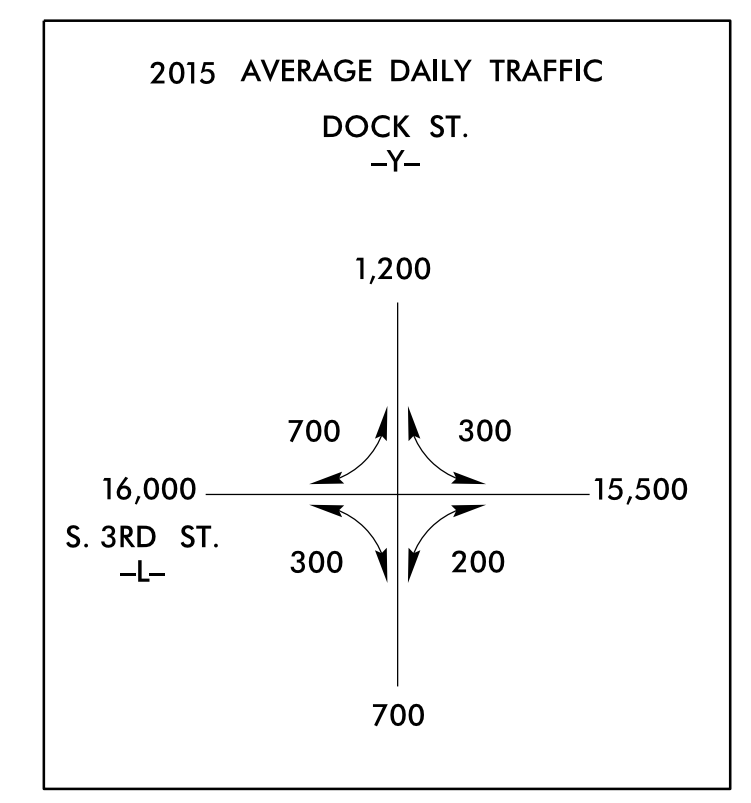 2015 AVERAGE DAILY TRAFFIC
DOCK ST.
–Y–
1,200
700
300
16,000
15,500
S. 3RD ST.
–L–
300
200
700